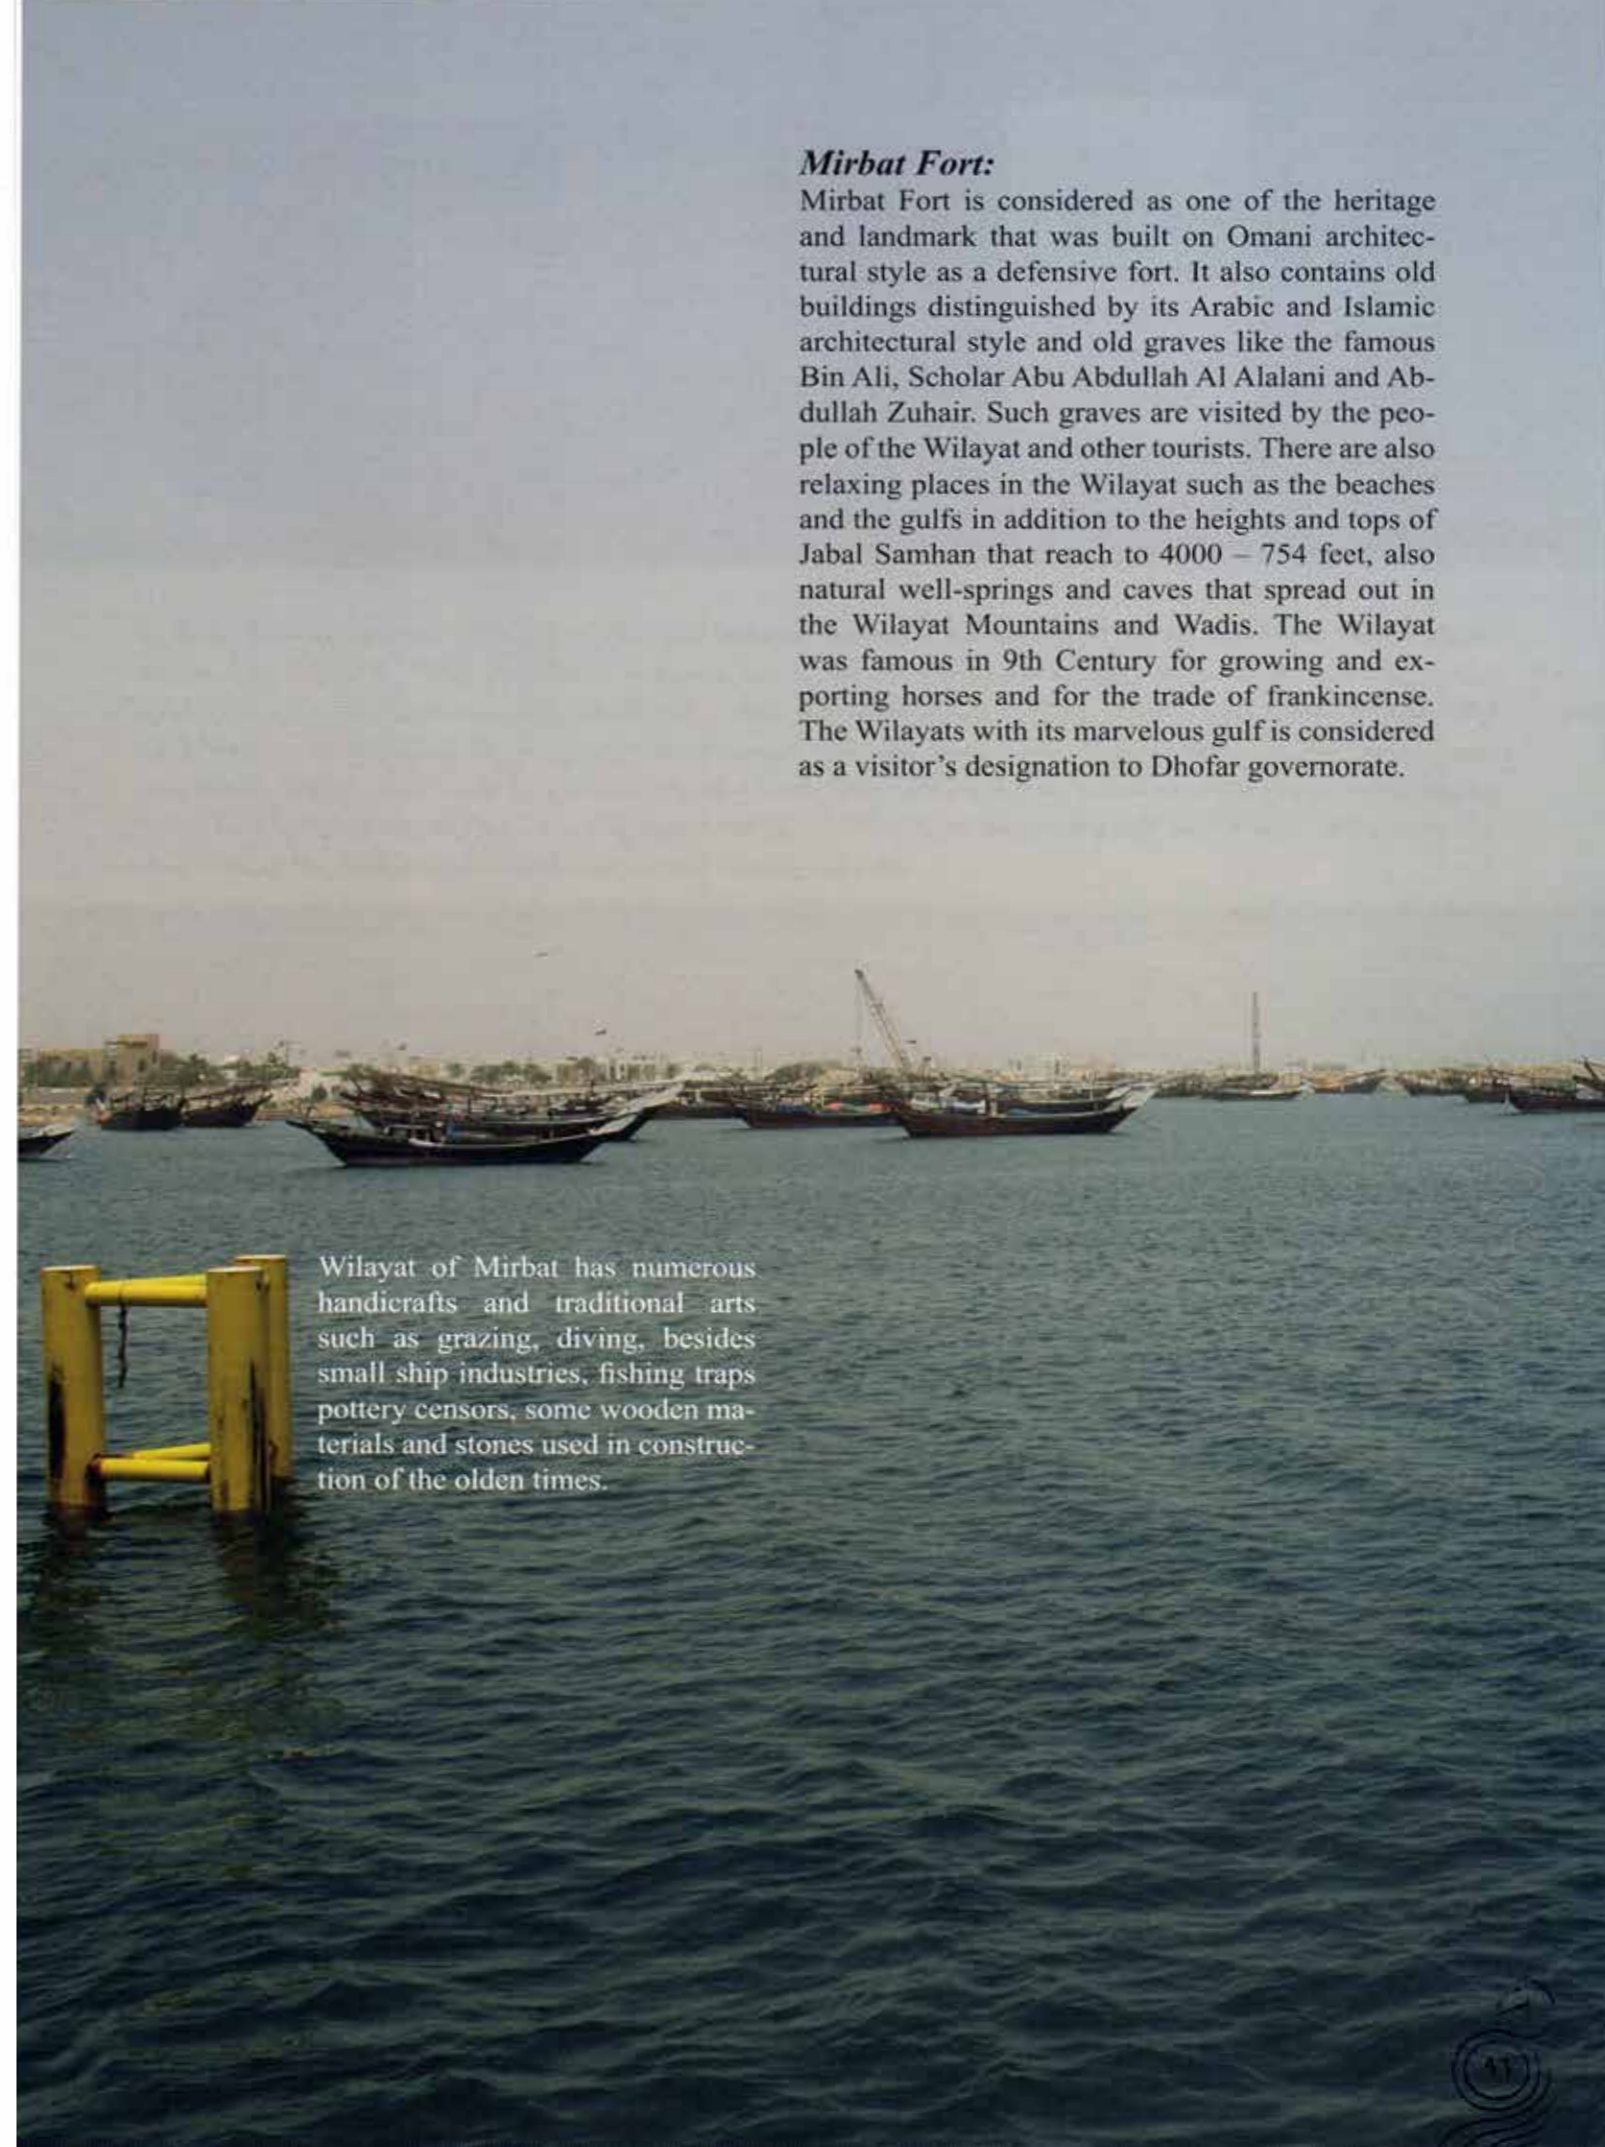 Mirbat Fort:
Mirbat Fort is considered as one of the heritage
and landmark that was built on Omani architec-
tural style as a defensive fort. It also contains old
buildings distinguished by its Arabic and Islamic
architectural style and old graves like the famous
Bin Ali, Scholar Abu Abdullah Al Alalani and Ab-
dullah Zuhair. Such graves are visited by the peo-
ple of the Wilayat and other tourists. There are also
relaxing places in the Wilayat such as the beaches
and the gulfs in addition to the heights and tops of
Jabal Samhan that reach to 4000 – 754 feet, also
natural well-springs and caves that spread out in
the Wilayat Mountains and Wadis. The Wilayat
was famous in 9th Century for growing and ex-
porting horses and for the trade of frankincense.
The Wilayats with its marvelous gulf is considered
as a visitor’s designation to Dhofar governorate.
Wilayat of Mirbat has numerous
handicrafts and traditional arts
such as grazing, diving, besides
small ship industries, fishing traps
pottery censors, some wooden ma-
terials and stones used in construc-
tion of the olden times.